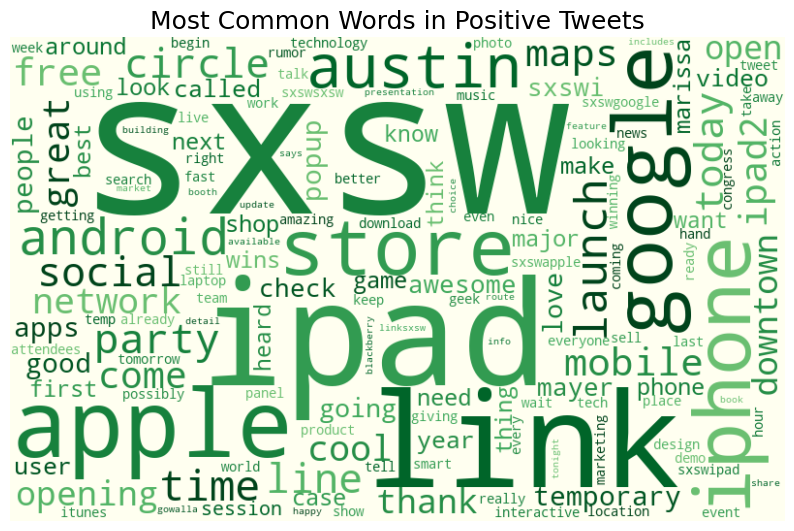 Most Common Words in Positive Tweets
week
around
begin
rumor
technology
photo
includes
open
free
circle
austin
maps
google
tweet
using
look
called
talk
sxswsxsw
presentation
sxswi
marissa
video
work
music
sxswgoogle
taken
away
people
great
best
live
building
next
sxsw
know
feature
looking
news
today
ipad2
action
right
popup
says
think
better
make
launch
winning
congress
search
fast
market
booth
update
choice
getting
shop
amazing
download
even
nice
want
hand
android
available
store
major
coming
ready
iphone
downtown
social
still
wins
laptop
check
game
awesome
sxswapple
love
network
team
keep
geek
route
apps
temp
already
detail
heard
ipad
blackberry
linksxsw
info
everyone
sell
last
attendees
party
good
tomorrow
come
mobile
first
possibly
panel
need
thing
mayer
phone
book
apple
going
giving
link
every
wait
tech
place
hour
product
year
marketing
design
user
world
cool
tell
smart
tonight
demo
sxswipad
time
line
case
really
temporary
share
opening
gowalla
thank
location
event
itunes
session
happy
show
interactive